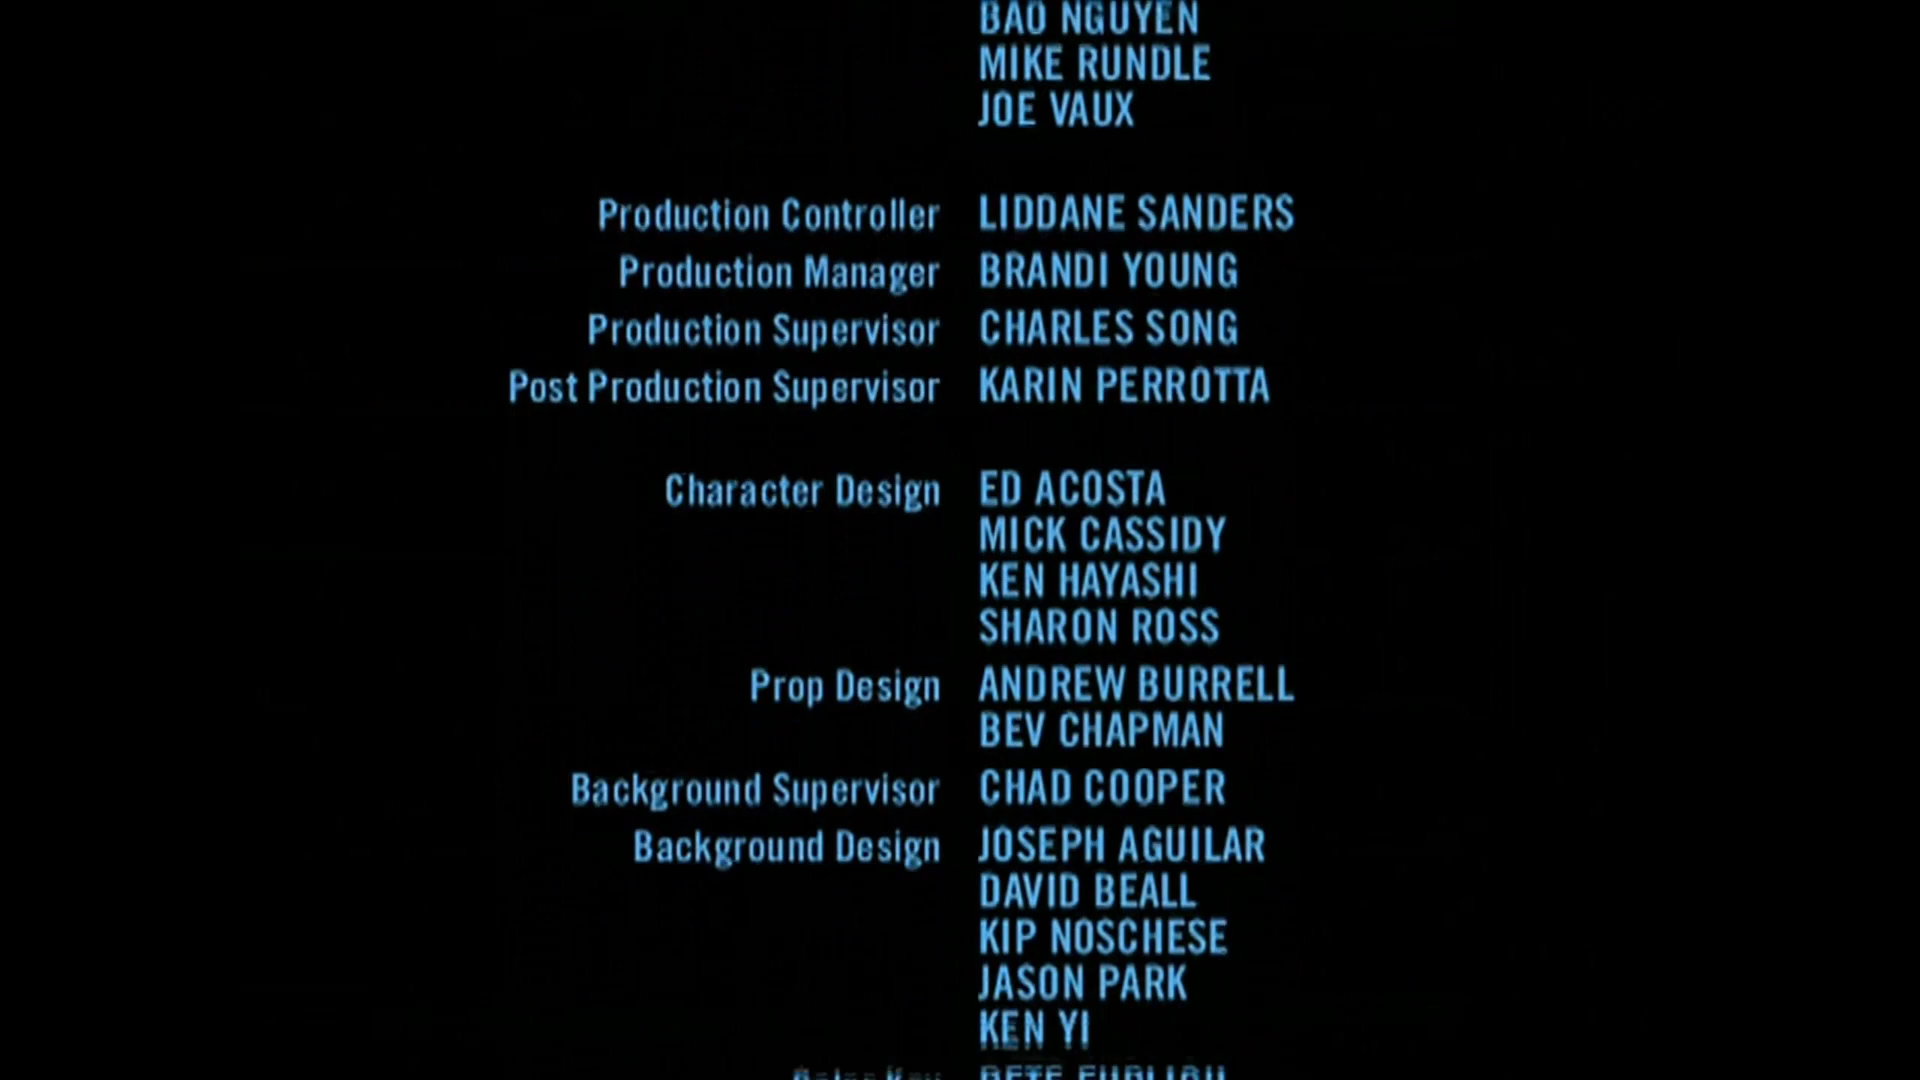 BAO NGUYEN
MIKE RUNDLE
JOE VAUX
Production Controller LIDDANE SANDERS
Production Manager BRANDI YOUNG
Production Supervisor CHARLES SONG
Post Production Supervisor KARIN PERROTTA
Character Design ED ACOSTA
MICK CASSIDY
KEN HAYASHI
SHARON ROSS
Prop Design ANDREW BURRELL
BEV CHAPMAN
Background Supervisor CHAD COOPER
Background Design JOSEPH AGUILAR
DAVID BEALL
KIP NOSCHESE
JASON PARK
KEN YI